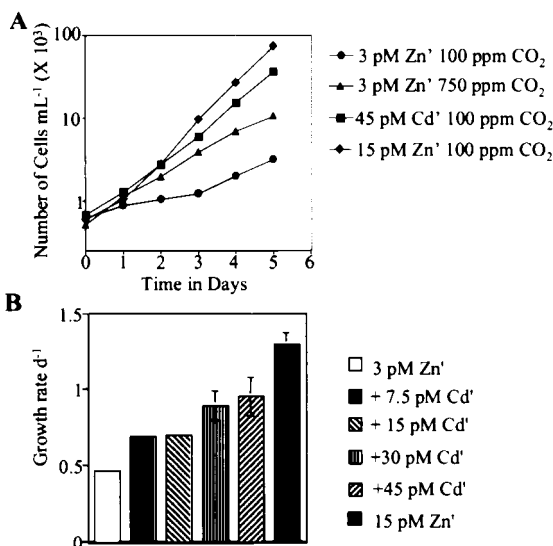 A
Number of Cells mL⁻¹ (X 10³)
100
10
1
0 1 2 3 4 5 6
Time in Days
3 pM Zn' 100 ppm CO₂
3 pM Zn' 750 ppm CO₂
45 pM Cd' 100 ppm CO₂
15 pM Zn' 100 ppm CO₂
B
Growth rate d⁻¹
1.5
1
0.5
0
3 pM Zn'
+ 7.5 pM Cd'
+ 15 pM Cd'
+30 pM Cd'
+45 pM Cd'
15 pM Zn'